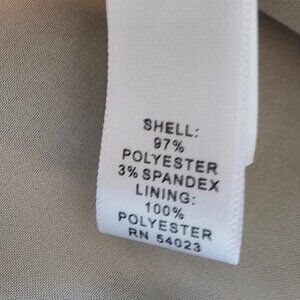 SHELL:
97%
POLYESTER
3% SPANDEX
LINING:
100%
POLYESTER
RN 54023